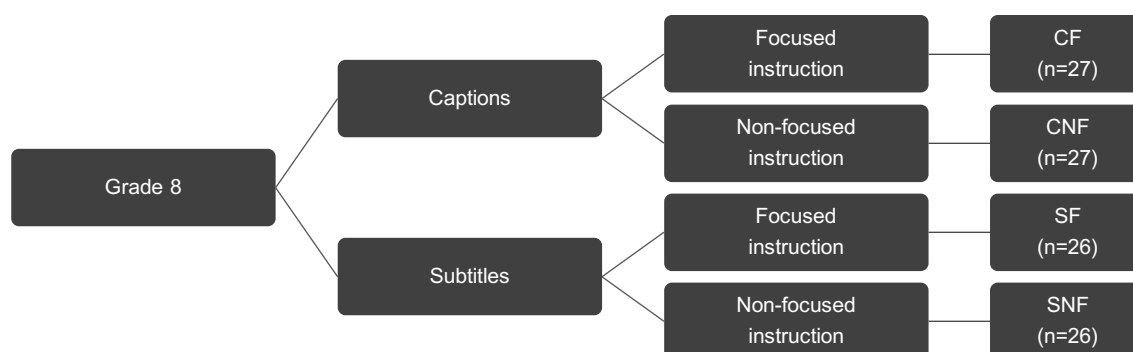 Grade 8
Captions
Subtitles
Focused
instruction
Non-focused
instruction
Focused
instruction
Non-focused
instruction
CF
(n=27)
CNF
(n=27)
SF
(n=26)
SNF
(n=26)